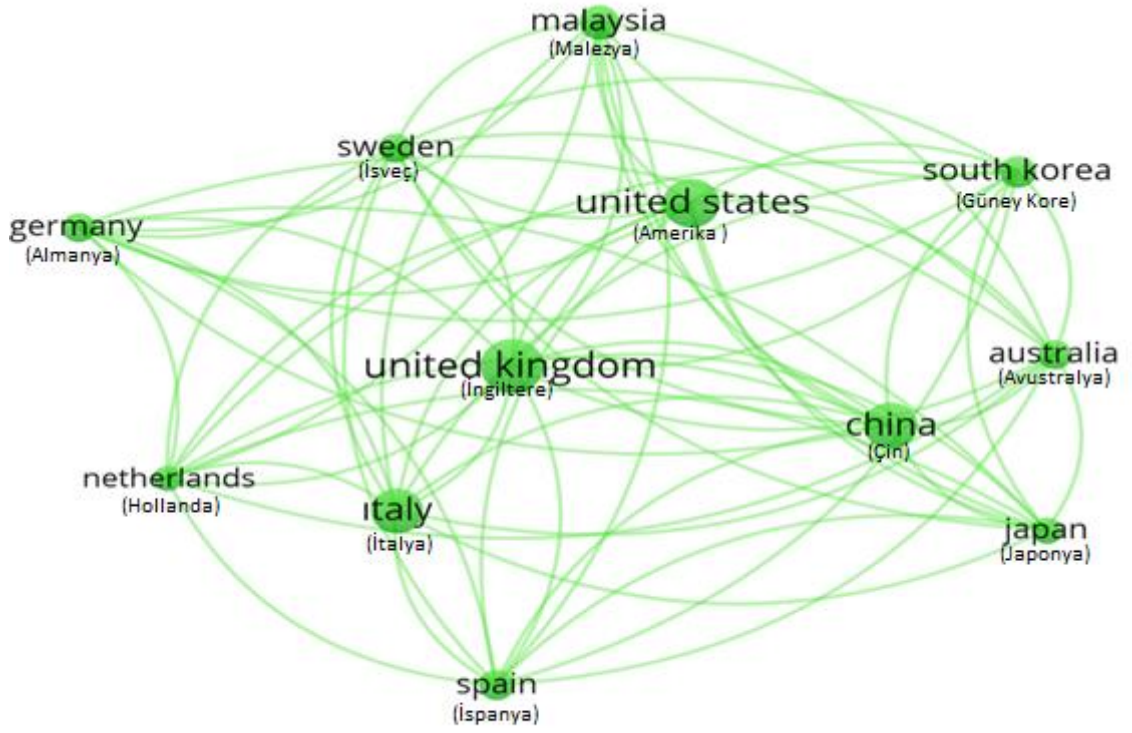 malaysia
(Malezya)
sweden
(İsveç)
south korea
(Güney Kore)
united states
(Amerika )
germany
(Almanya)
united kingdom
(İngiltere)
australia
(Avustralya)
china
(Çin)
netherlands
(Hollanda)
ıtaly
(İtalya)
japan
(Japonya)
spain
(İspanya)